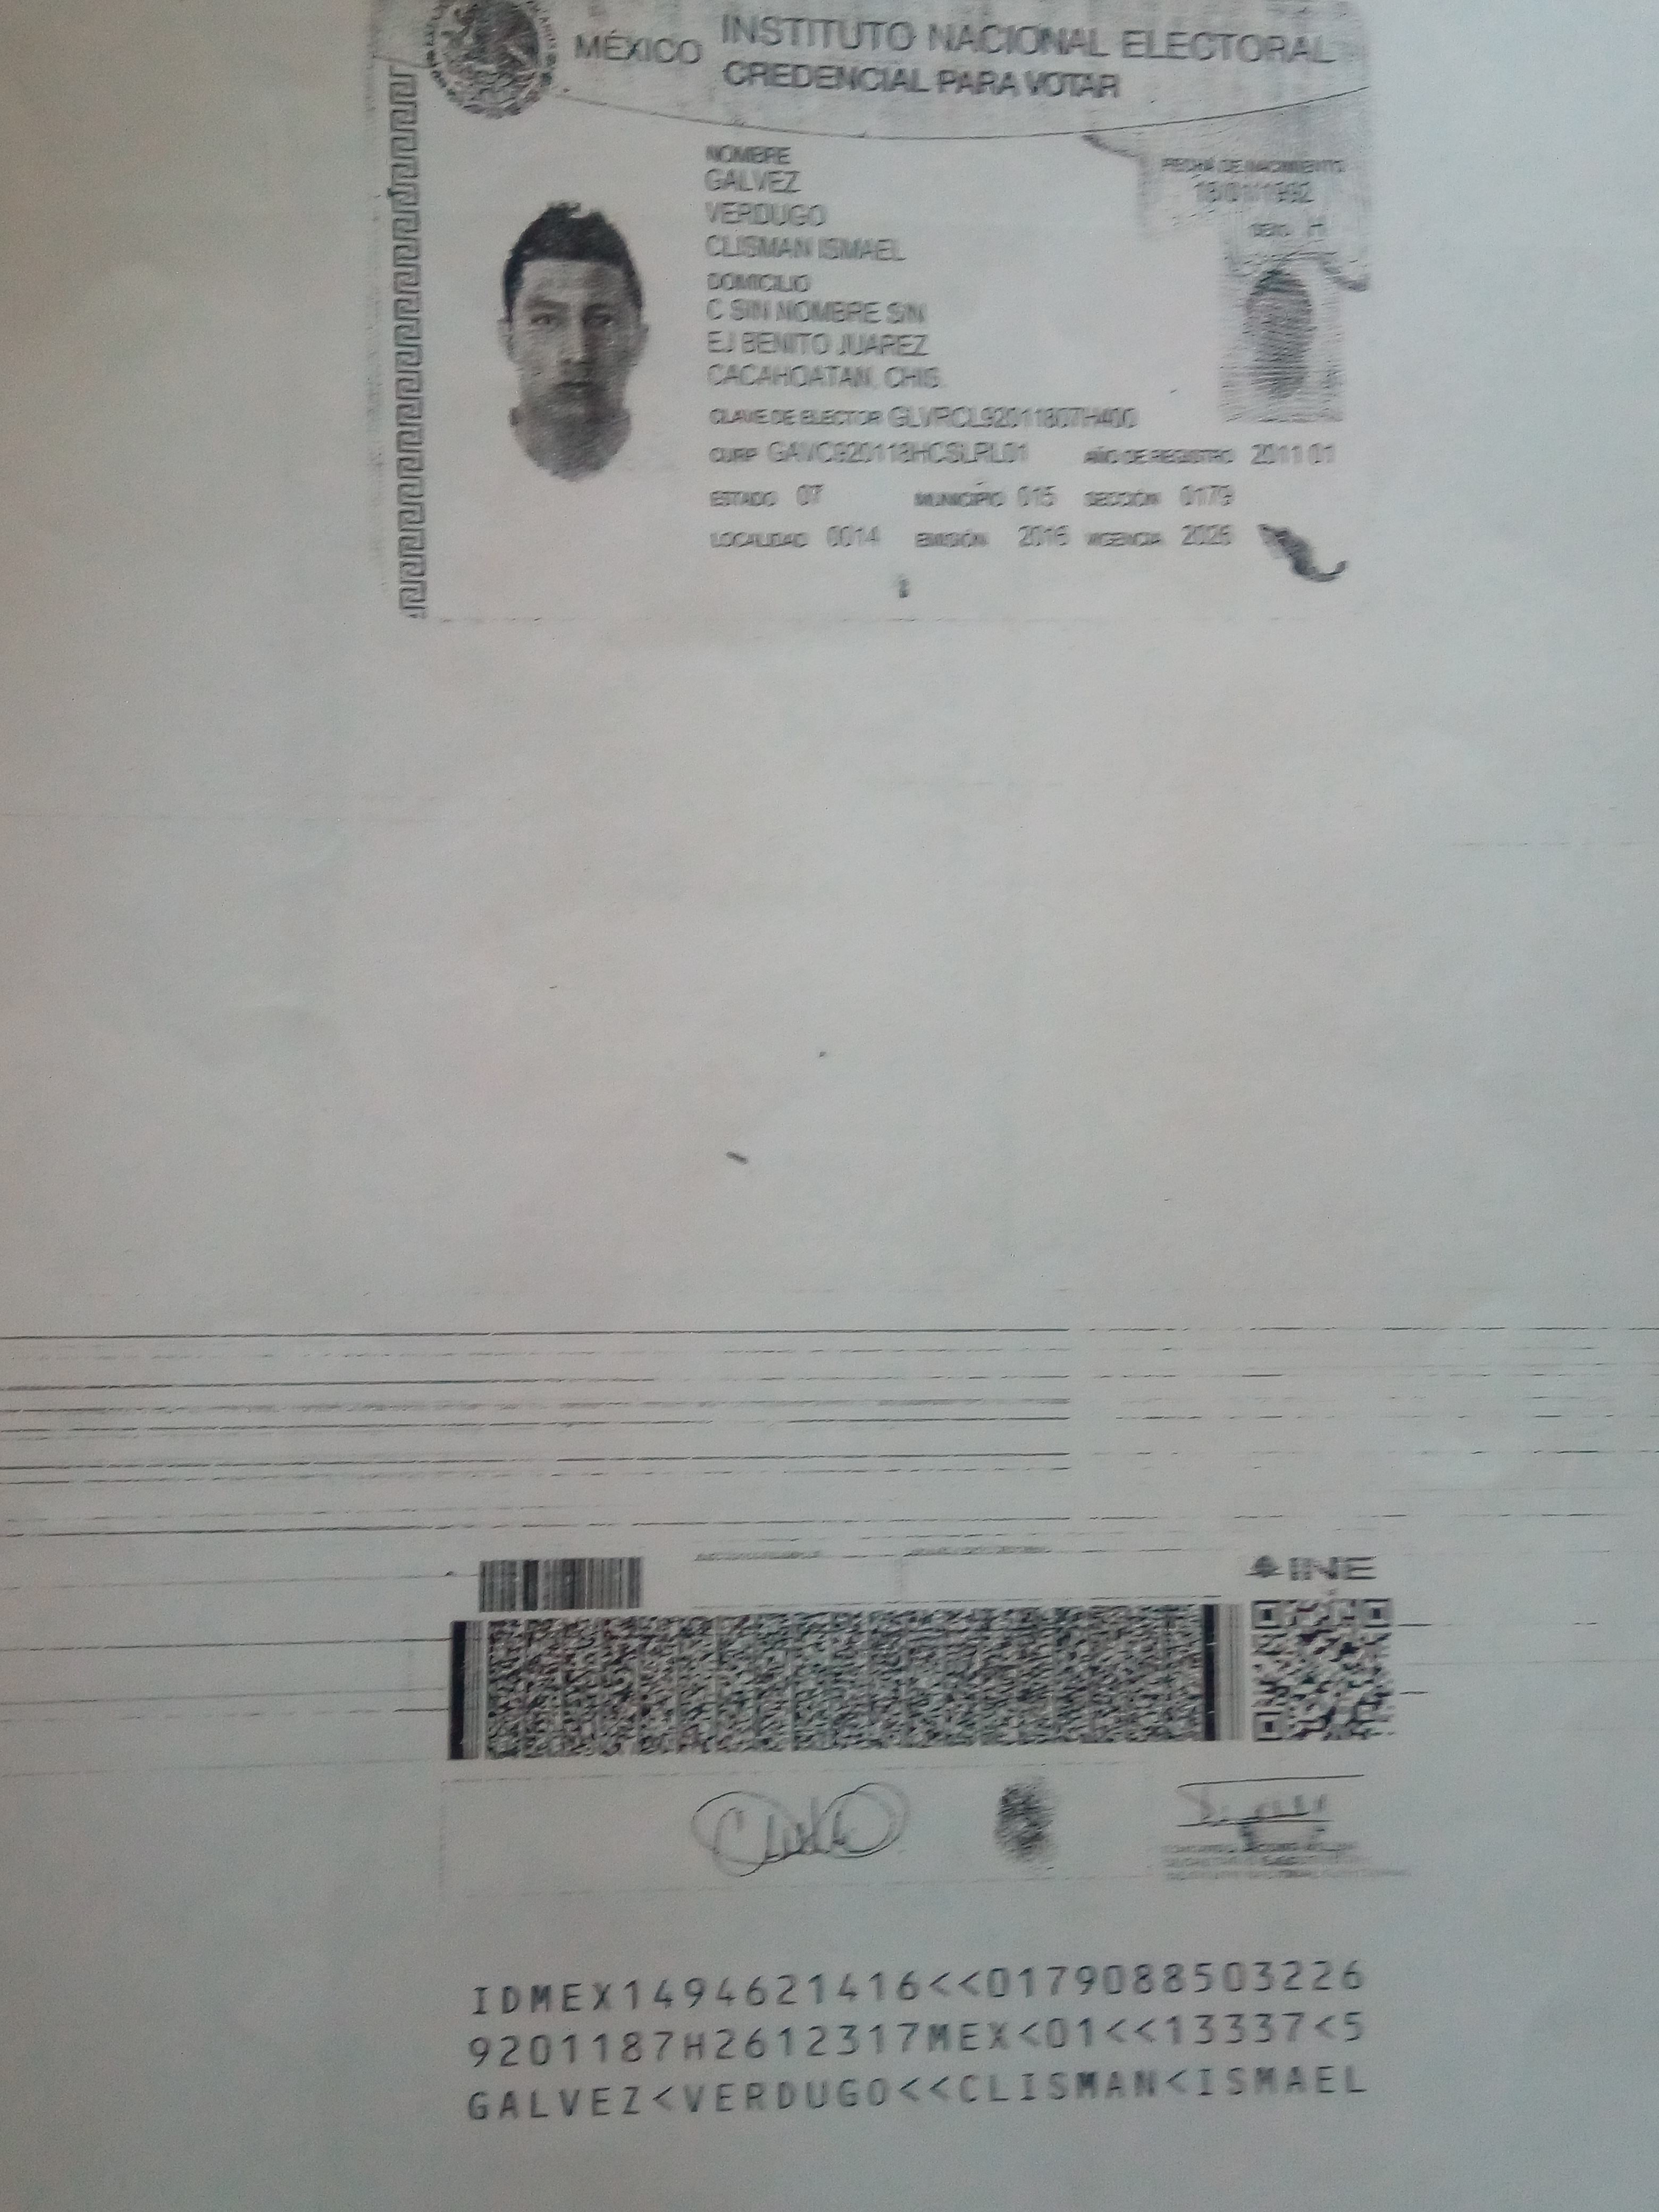 MÉXICO INSTITUTO NACIONAL ELECTORAL
CREDENCIAL PARA VOTAR
NOMBRE
GALVEZ
VERDUGO
CLISMAN ISMAEL
FECHA DE NACIMIENTO
18/01/1992
SEXO H
DOMICILIO
C SIN NOMBRE S/N
EJ BENITO JUAREZ
CACAHOATAN, CHIS.
CLAVE DE ELECTOR GLVRCL92011807H400
CURP GAVC920118HCSLRL01 AÑO DE REGISTRO 2011 01
ESTADO 07 MUNICIPIO 015 SECCIÓN 0179
LOCALIDAD 0014 EMISIÓN 2016 VIGENCIA 2026
INE
IDMEX1494621416<<0179088503226
9201187H2612317MEX<01<<13337<5
GALVEZ<VERDUGO<<CLISMAN<ISMAEL